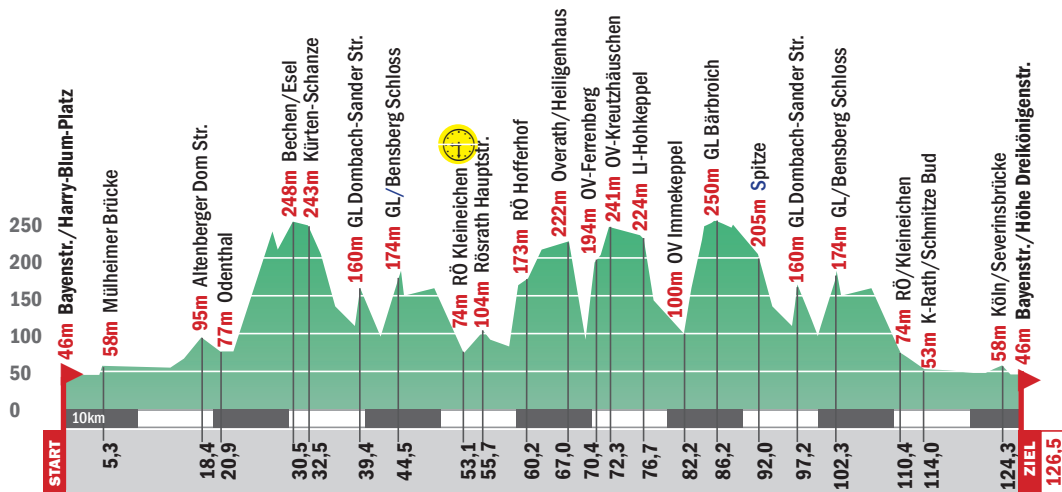 46m Bayenstr./Harry-Blum-Platz
58m Mülheimer Brücke
95m Altenberger Dom Str.
77m Odenthal
248m Bechen/Esel
243m Kürten-Schanze
160m GL Dombach-Sander Str.
174m GL/Bensberg Schloss
74m RÖ Kleineichen
104m Rösrath Hauptstr.
173m RÖ Hofferhof
222m Overath/Heiligenhaus
194m OV-Ferrenberg
241m OV-Kreutzhäuschen
224m LI-Hohkeppel
100m OV Immekeppel
250m GL Bärbroich
205m Spitze
160m GL Dombach-Sander Str.
174m GL/Bensberg Schloss
74m RÖ/Kleineichen
53m K-Rath/Schmitze Bud
58m Köln/Severinsbrücke
46m Bayenstr./Höhe Dreikönigenstr.
250
200
150
100
50
0
10km
START
5,3
18,4
20,9
30,5
32,5
39,4
44,5
53,1
55,7
60,2
67,0
70,4
72,3
76,7
82,2
86,2
92,0
97,2
102,3
110,4
114,0
124,3
ZIEL
126.5